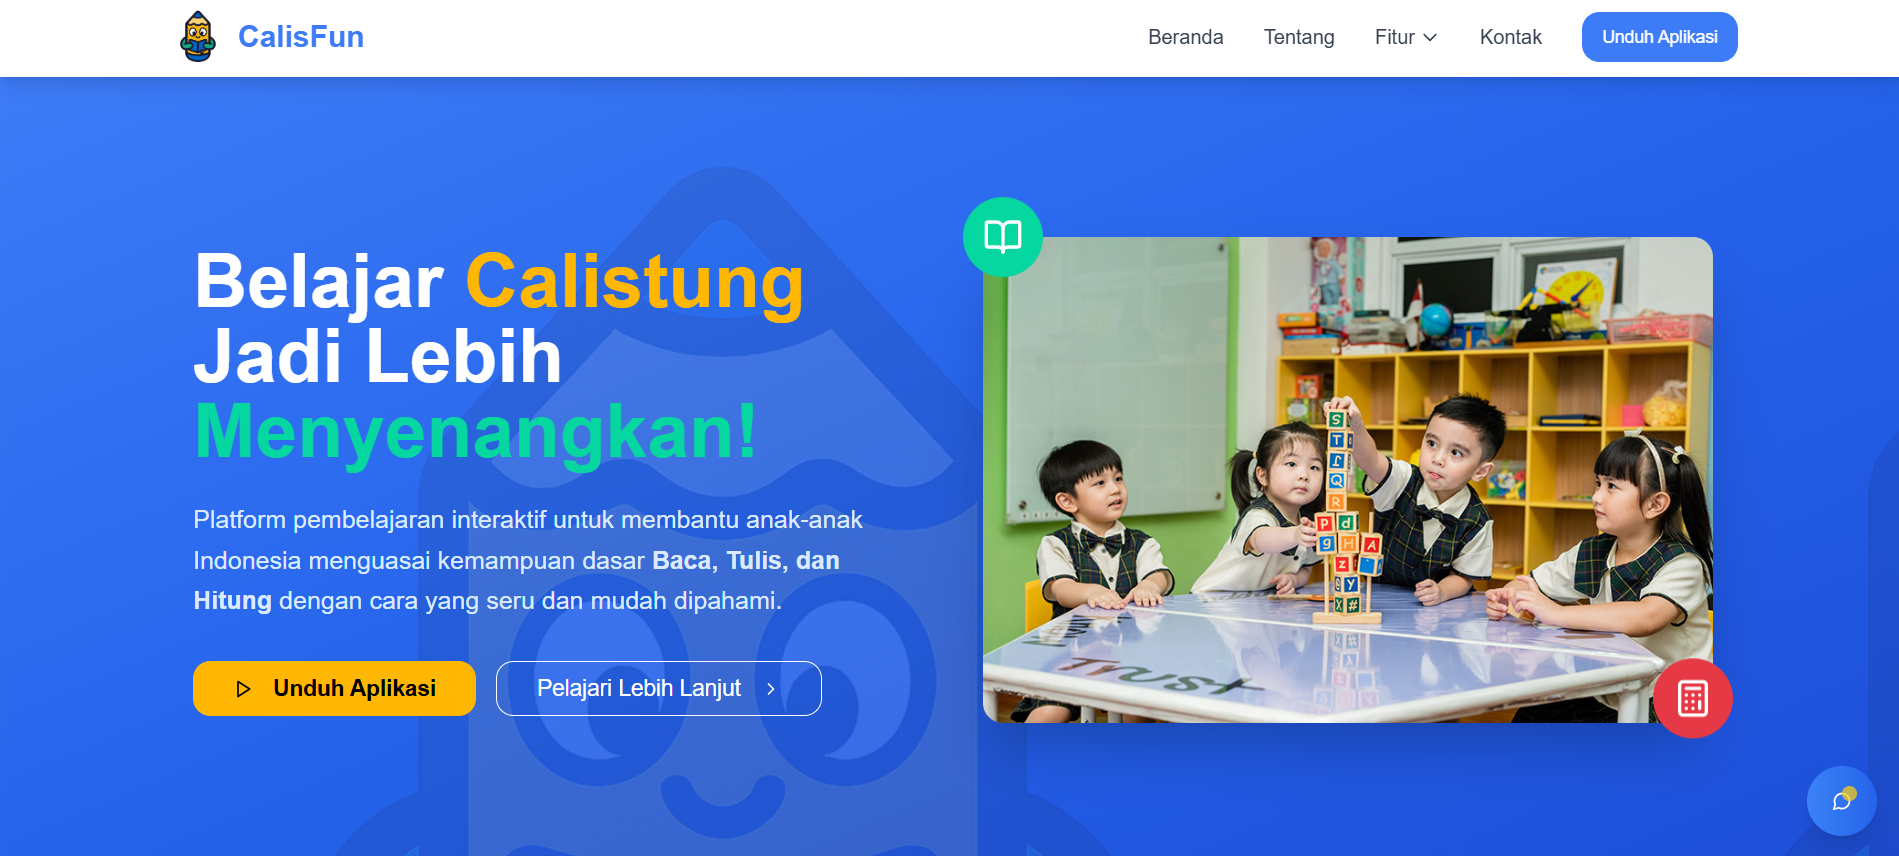 CalisFun
Beranda
Tentang
Fitur
Kontak
Unduh Aplikasi
Belajar Calistung
Jadi Lebih
Menyenangkan!
Platform pembelajaran interaktif untuk membantu anak-anak
Indonesia menguasai kemampuan dasar Baca, Tulis, dan
Hitung dengan cara yang seru dan mudah dipahami.
Unduh Aplikasi
Pelajari Lebih Lanjut
S
T
Q
R
P d
g H A
z
y
X #
Trust